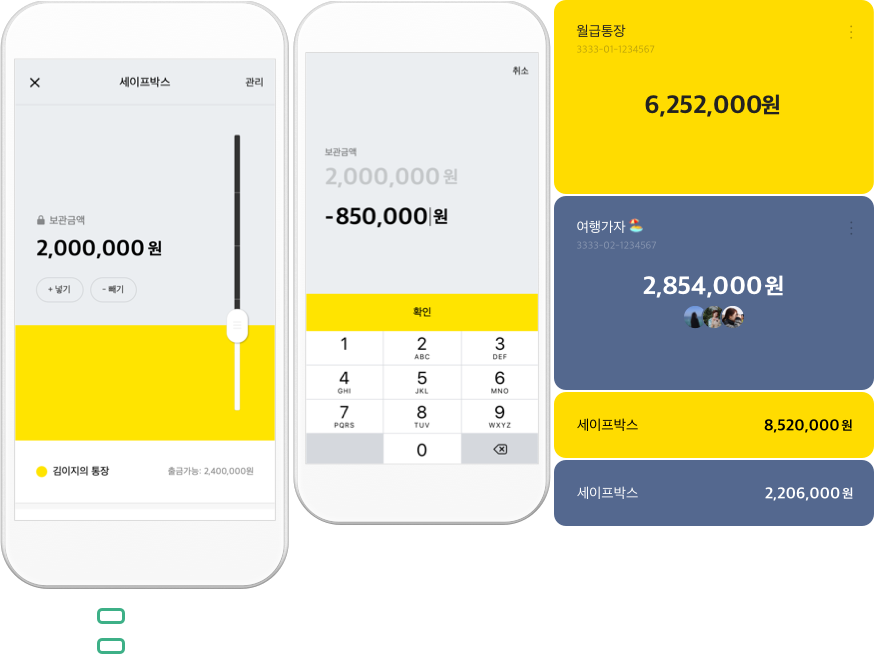 세이프박스
관리
보관금액
2,000,000 원
+ 넣기
- 빼기
김이지의 통장
출금가능: 2,400,000원
취소
보관금액
2,000,000 원
-850,000원
확인
1
2
ABC
3
DEF
4
GHI
5
JKL
6
MNO
7
PQRS
8
TUV
9
WXYZ
0
월급통장
3333-01-1234567
6,252,000원
여행가자
3333-02-1234567
2,854,000원
세이프박스
8,520,000원
세이프박스
2,206,000원